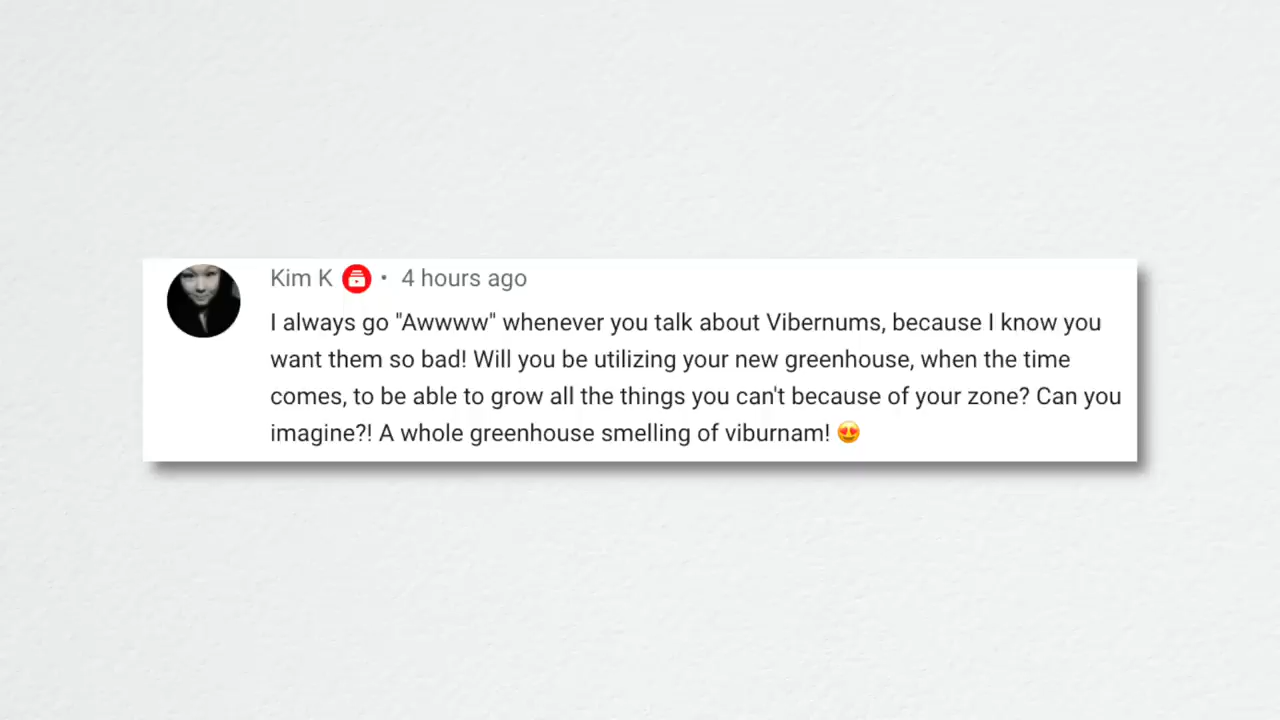 Kim K • 4 hours ago
I always go "Awwww" whenever you talk about Vibernums, because I know you
want them so bad! Will you be utilizing your new greenhouse, when the time
comes, to be able to grow all the things you can't because of your zone? Can you
imagine?! A whole greenhouse smelling of viburnam! 😍